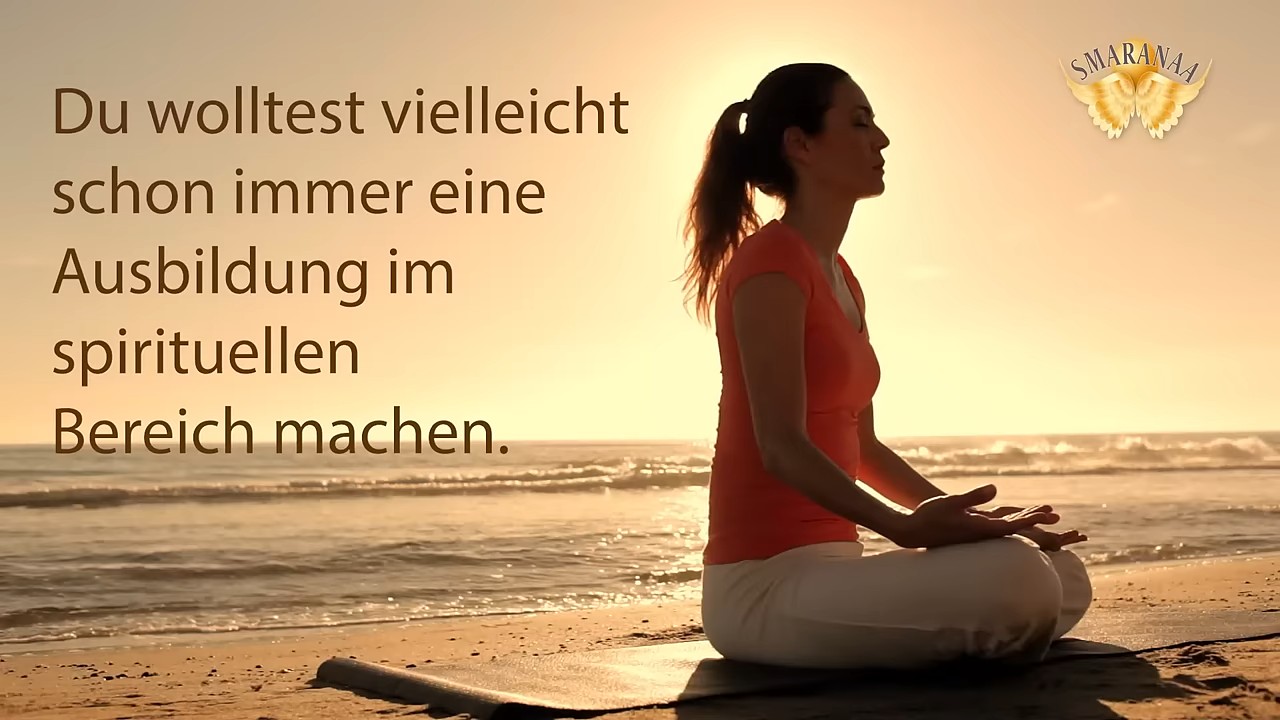 Du wolltest vielleicht
schon immer eine
Ausbildung im
spirituellen
Bereich machen.
SMARANAA